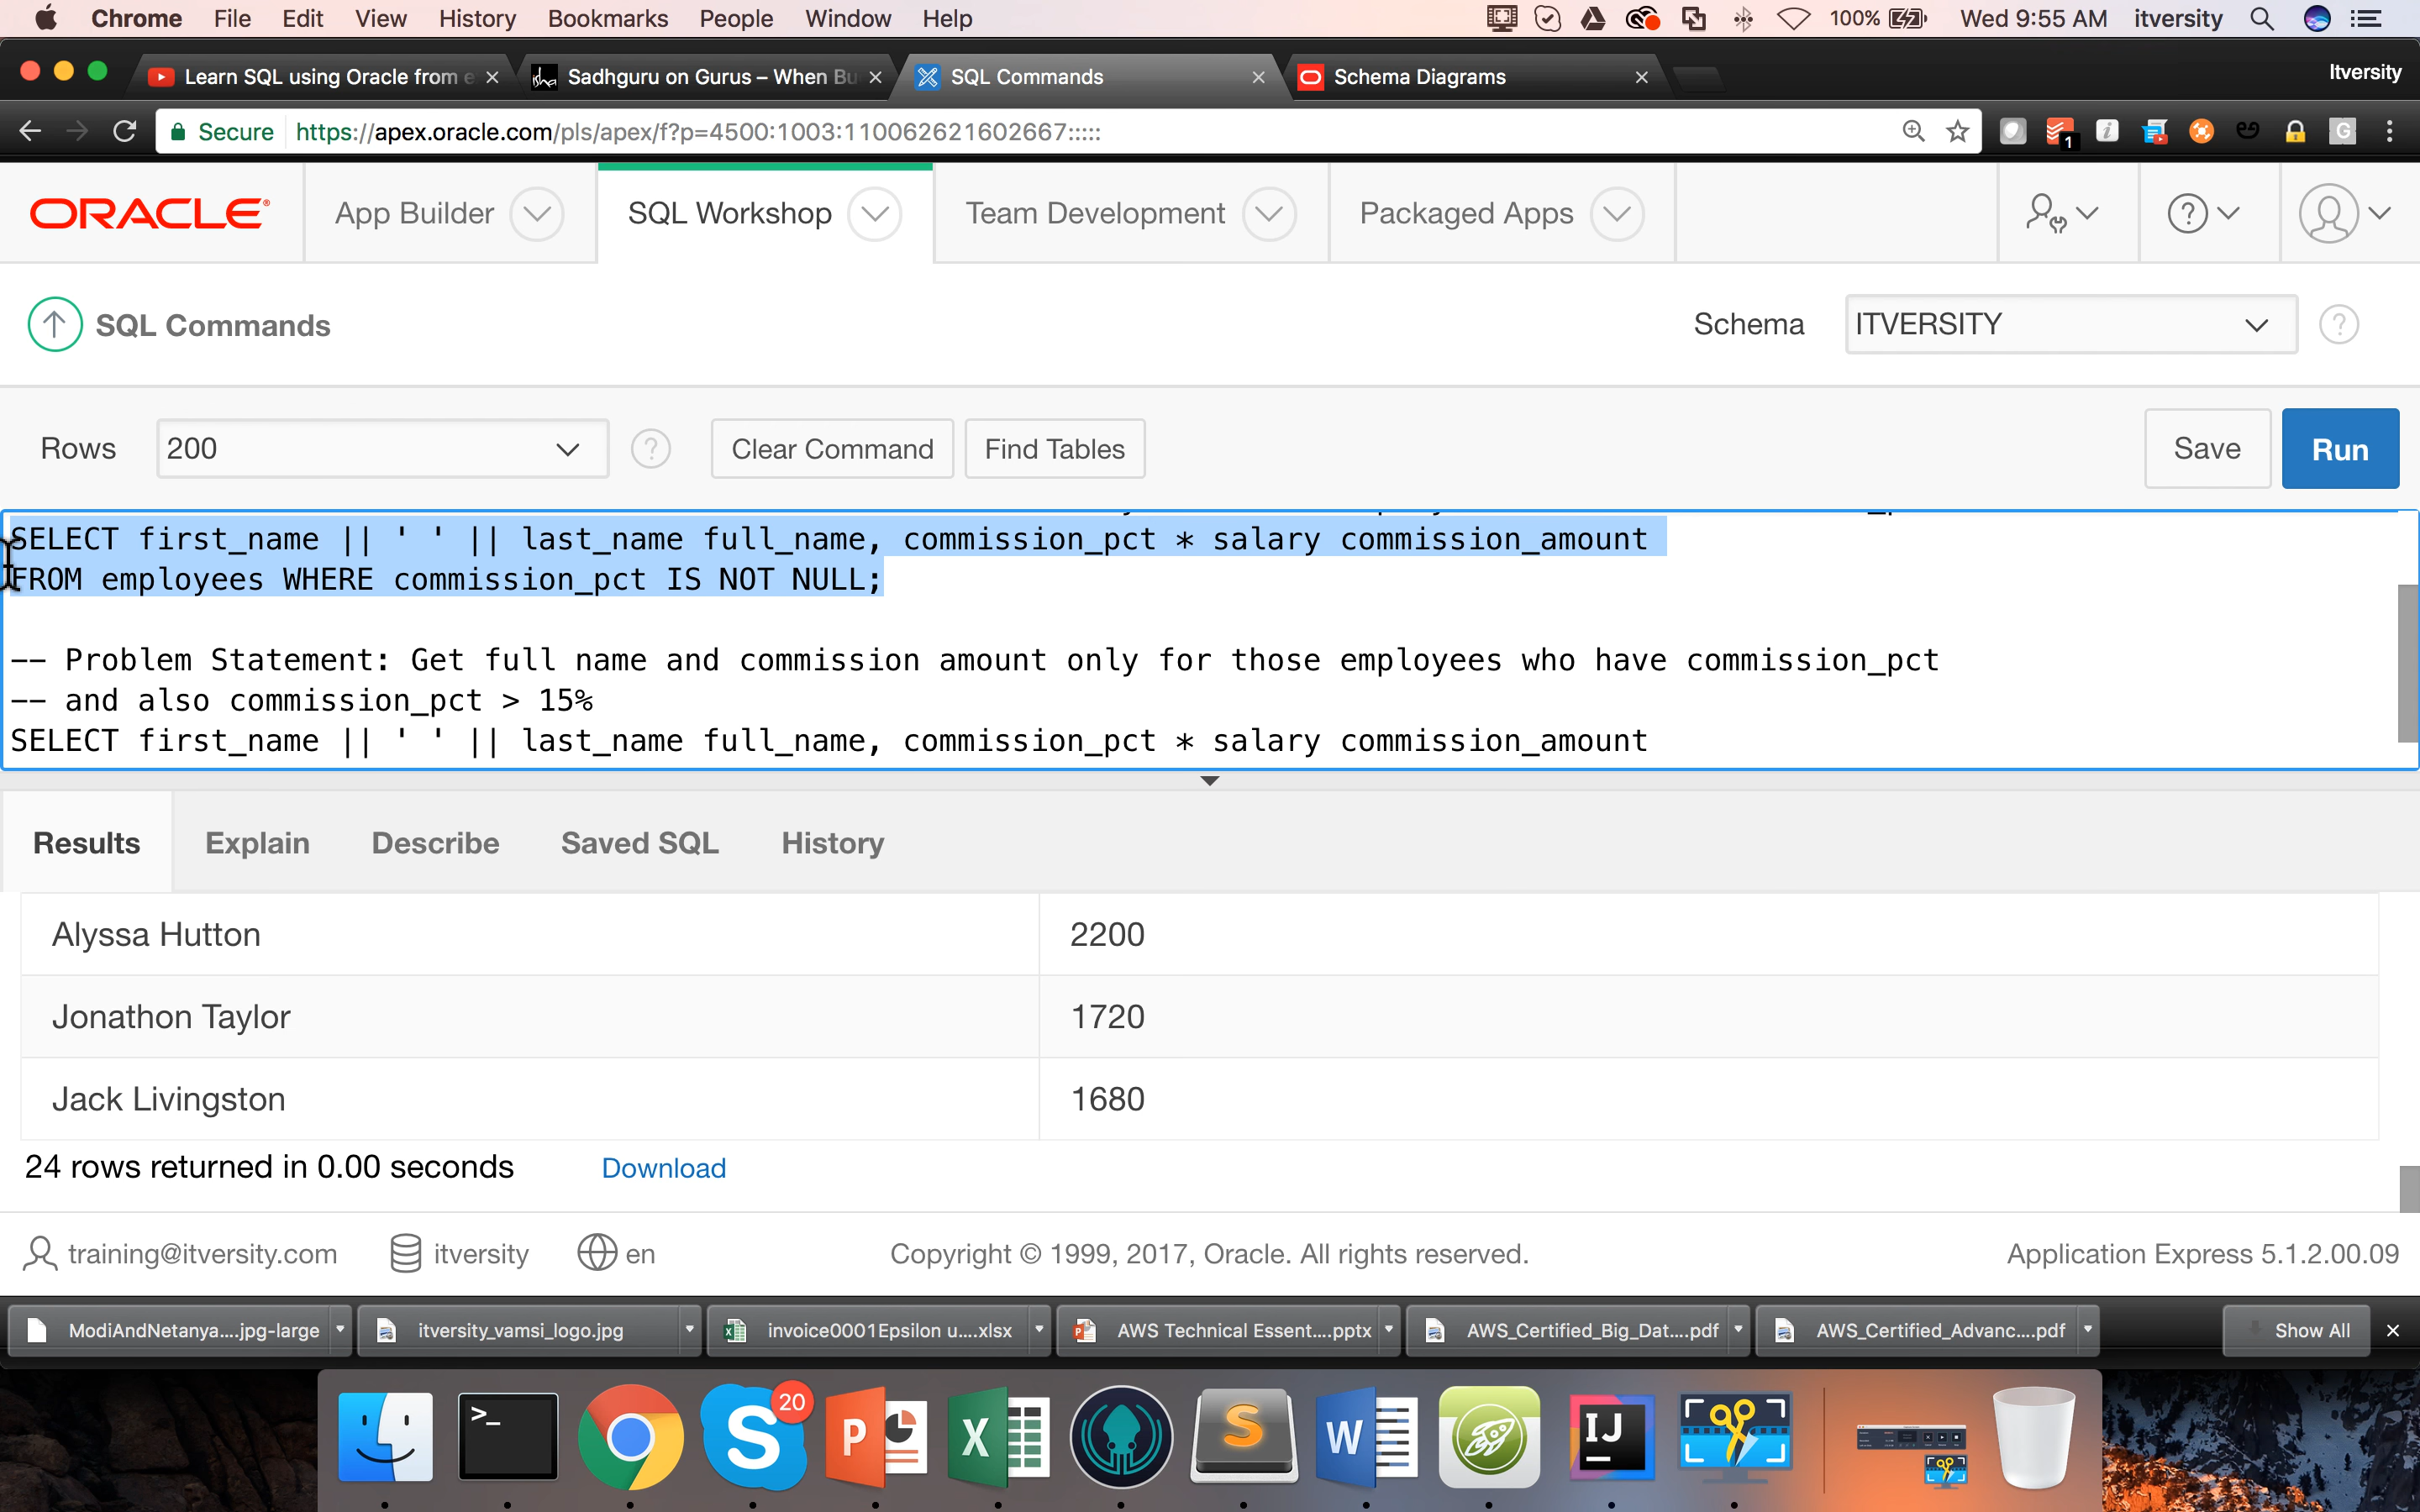 Chrome File Edit View History Bookmarks People Window Help 100% Wed 9:55 AM itversity
Learn SQL using Oracle from e Sadhguru on Gurus – When Bu SQL Commands Schema Diagrams Itversity
Secure https://apex.oracle.com/pls/apex/f?p=4500:1003:110062621602667::::: 1 G
ORACLE App Builder SQL Workshop Team Development Packaged Apps
SQL Commands Schema ITVERSITY
Rows 200 Clear Command Find Tables Save Run
SELECT first_name || ' ' || last_name full_name, commission_pct * salary commission_amount
FROM employees WHERE commission_pct IS NOT NULL;
-- Problem Statement: Get full name and commission amount only for those employees who have commission_pct
-- and also commission_pct > 15%
SELECT first_name || ' ' || last_name full_name, commission_pct * salary commission_amount
Results Explain Describe Saved SQL History
Alyssa Hutton 2200
Jonathon Taylor 1720
Jack Livingston 1680
24 rows returned in 0.00 seconds Download
training@itversity.com itversity en Copyright © 1999, 2017, Oracle. All rights reserved. Application Express 5.1.2.00.09
ModiAndNetanya....jpg-large itversity_vamsi_logo.jpg invoice0001Epsilon u....xlsx AWS Technical Essent....pptx AWS_Certified_Big_Dat....pdf AWS_Certified_Advanc....pdf Show All
>_ S 20 P X S W IJ